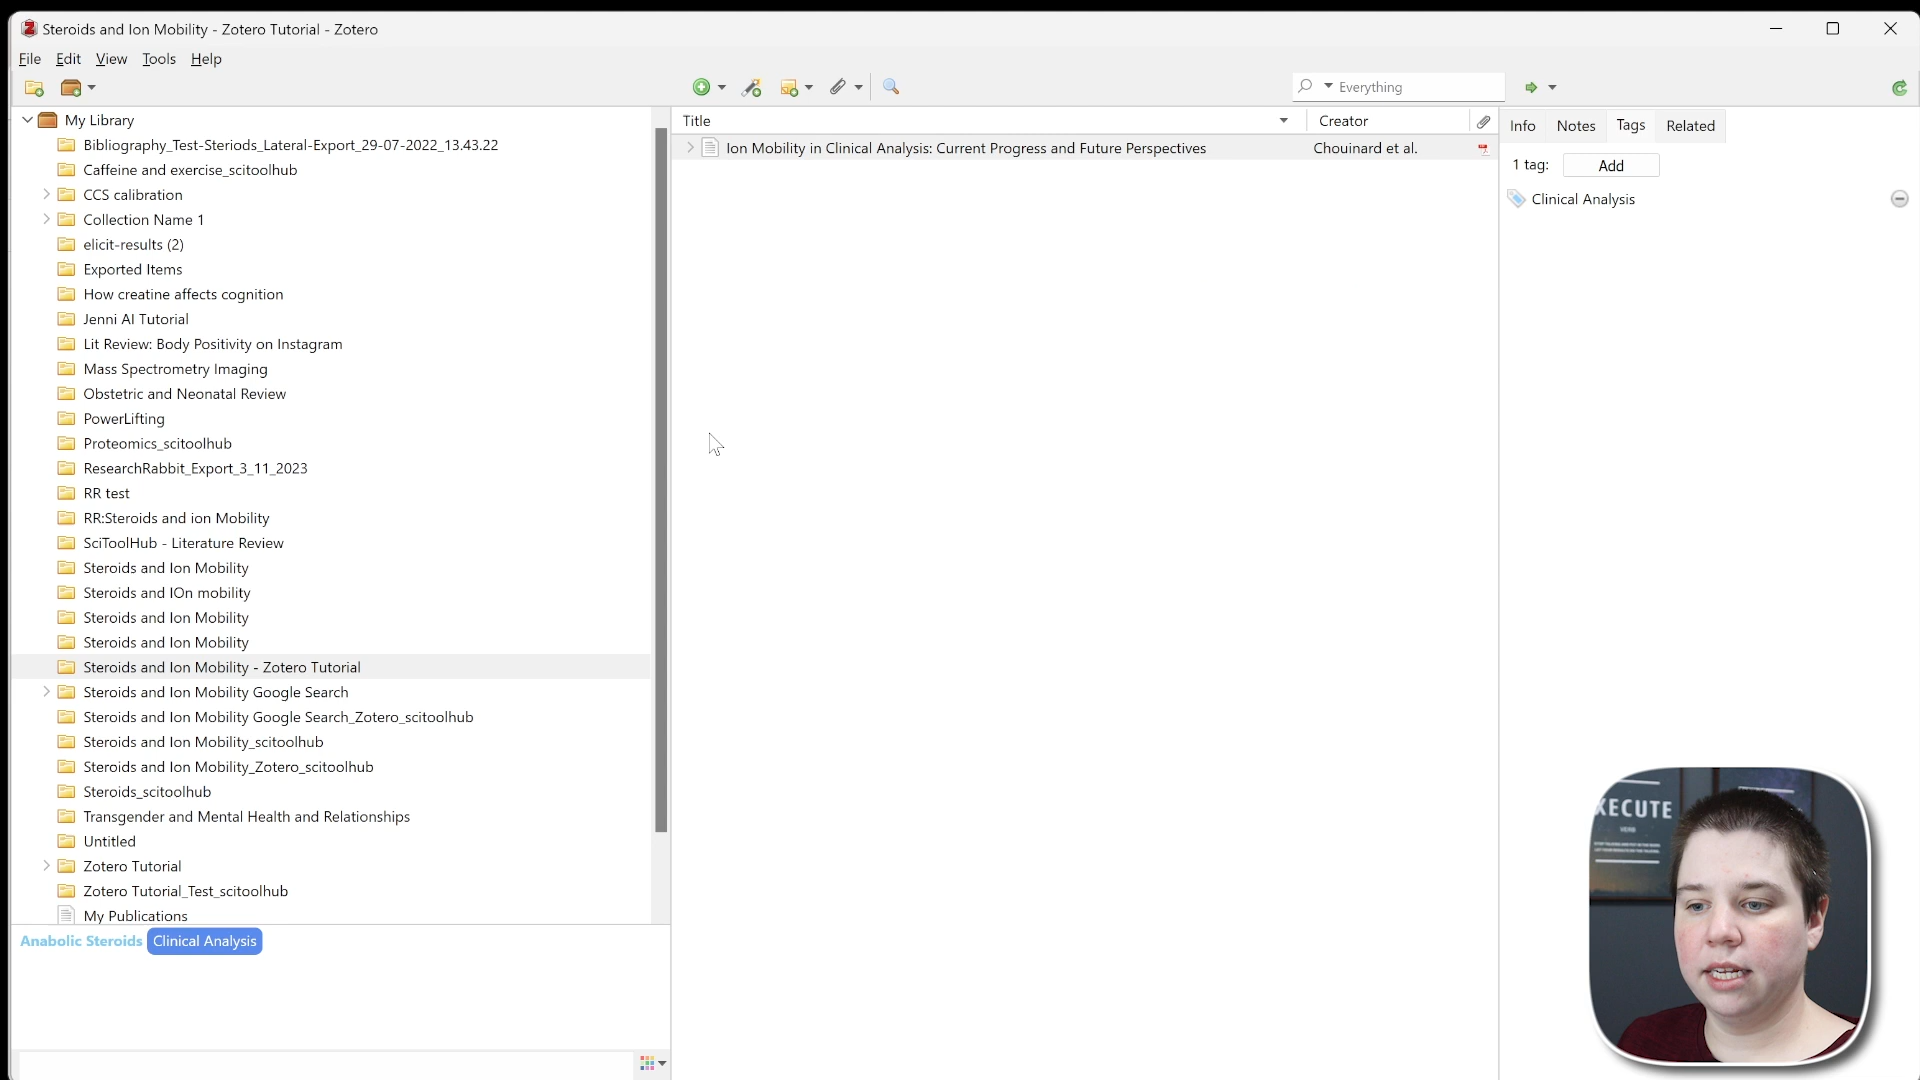 Steroids and Ion Mobility - Zotero Tutorial - Zotero
File Edit View Tools Help
Everything
My Library
Bibliography_Test-Steriods_Lateral-Export_29-07-2022_13.43.22
Caffeine and exercise_scitoolhub
CCS calibration
Collection Name 1
elicit-results (2)
Exported Items
How creatine affects cognition
Jenni AI Tutorial
Lit Review: Body Positivity on Instagram
Mass Spectrometry Imaging
Obstetric and Neonatal Review
PowerLifting
Proteomics_scitoolhub
ResearchRabbit_Export_3_11_2023
RR test
RR:Steroids and ion Mobility
SciToolHub - Literature Review
Steroids and Ion Mobility
Steroids and IOn mobility
Steroids and Ion Mobility
Steroids and Ion Mobility
Steroids and Ion Mobility - Zotero Tutorial
Steroids and Ion Mobility Google Search
Steroids and Ion Mobility Google Search_Zotero_scitoolhub
Steroids and Ion Mobility_scitoolhub
Steroids and Ion Mobility_Zotero_scitoolhub
Steroids_scitoolhub
Transgender and Mental Health and Relationships
Untitled
Zotero Tutorial
Zotero Tutorial_Test_scitoolhub
My Publications
Anabolic Steroids Clinical Analysis
Title Creator
Ion Mobility in Clinical Analysis: Current Progress and Future Perspectives Chouinard et al.
Info Notes Tags Related
1 tag: Add
Clinical Analysis
XECUTE
VERB